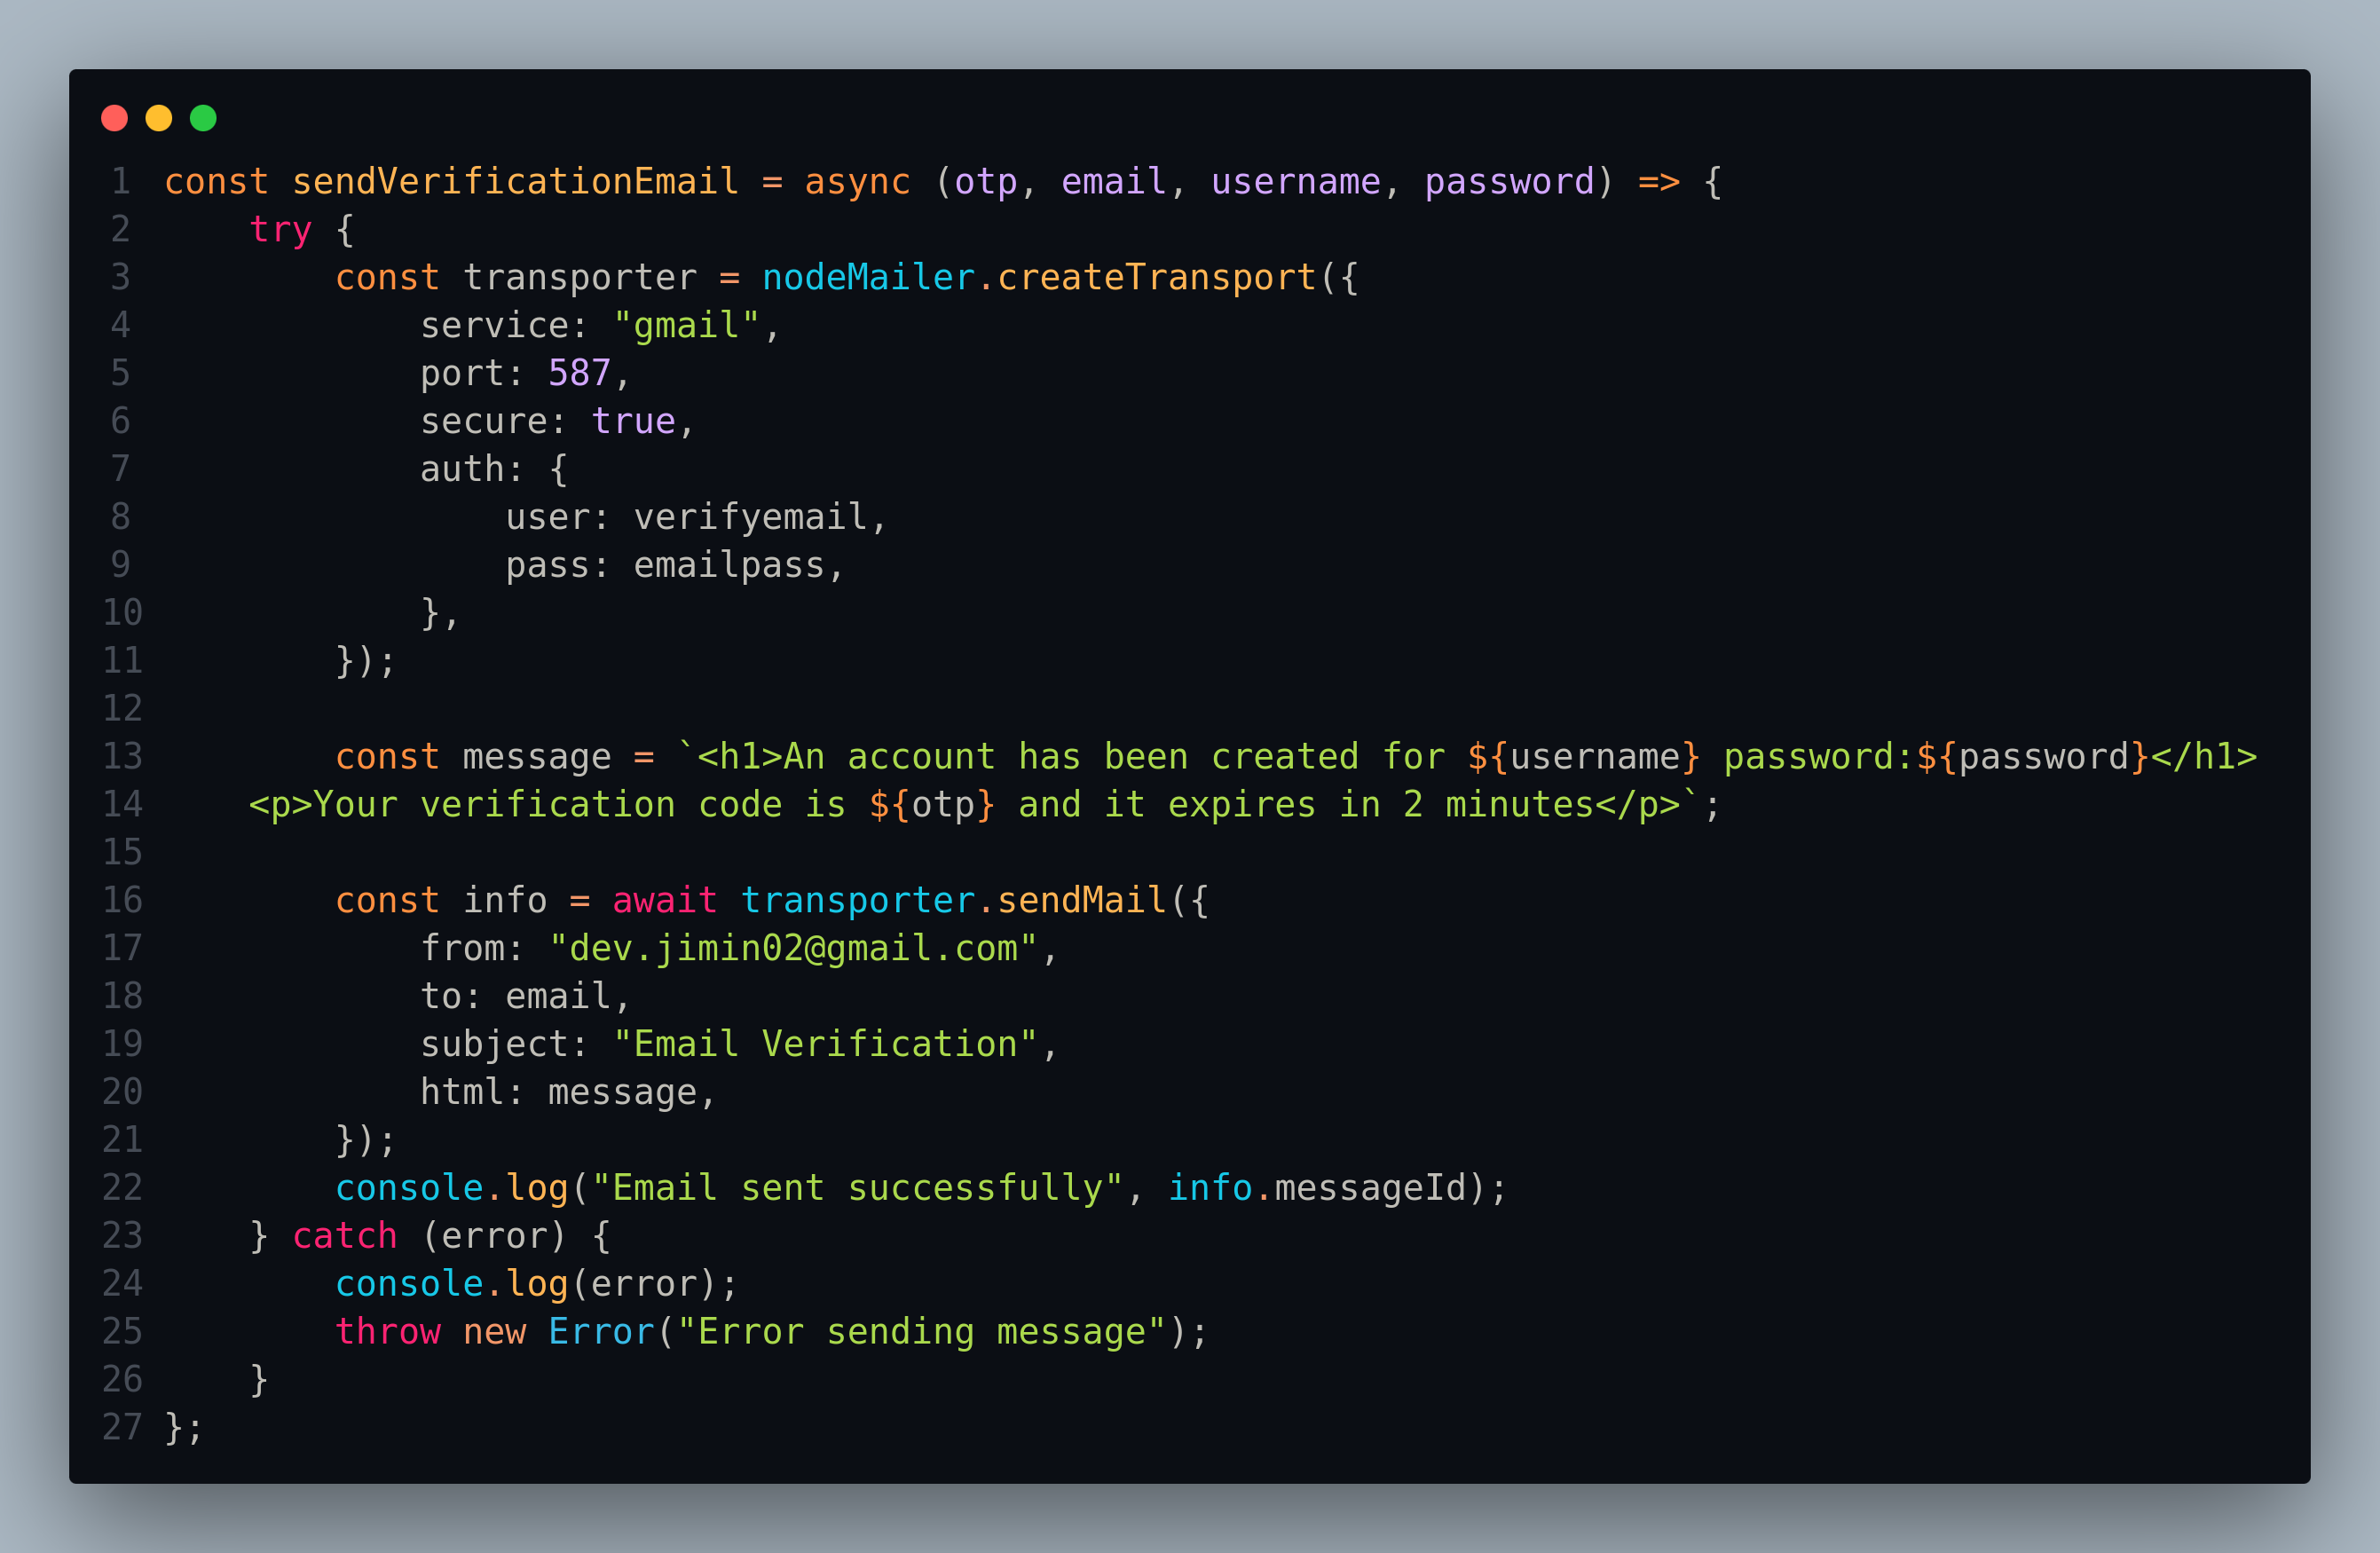 1 const sendVerificationEmail = async (otp, email, username, password) => {
2     try {
3         const transporter = nodeMailer.createTransport({
4             service: "gmail",
5             port: 587,
6             secure: true,
7             auth: {
8                 user: verifyemail,
9                 pass: emailpass,
10             },
11         });
12
13         const message = `<h1>An account has been created for ${username} password:${password}</h1>
14     <p>Your verification code is ${otp} and it expires in 2 minutes</p>`;
15
16         const info = await transporter.sendMail({
17             from: "dev.jimin02@gmail.com",
18             to: email,
19             subject: "Email Verification",
20             html: message,
21         });
22         console.log("Email sent successfully", info.messageId);
23     } catch (error) {
24         console.log(error);
25         throw new Error("Error sending message");
26     }
27 };